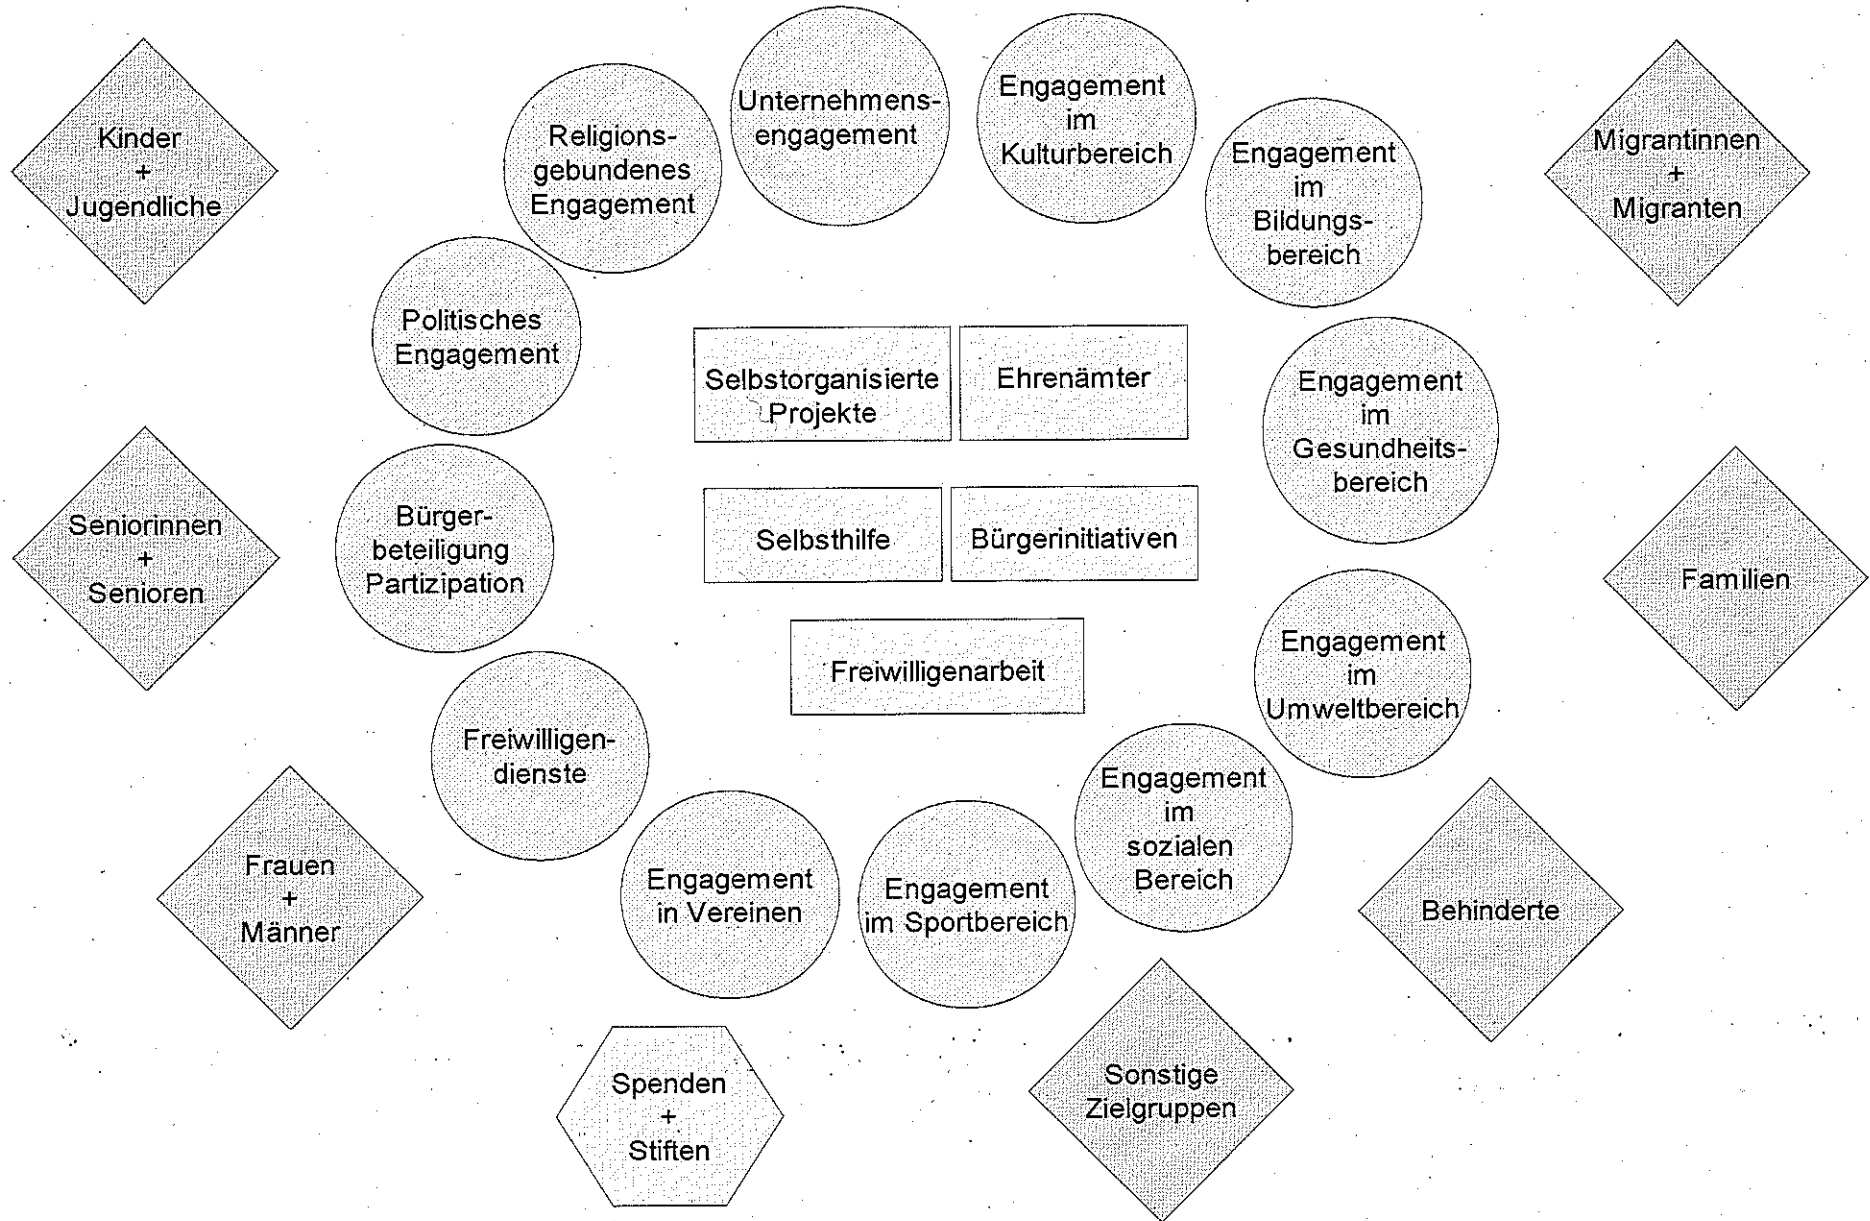 Kinder
+
Jugendliche
Religions-
gebundenes
Engagement
Unternehmens-
engagement
Engagement
im
Kulturbereich
Engagement
im
Bildungs-
bereich
Migrantinnen
+
Migranten
Politisches
Engagement
Selbstorganisierte
Projekte
Ehrenämter
Engagement
im
Gesundheits-
bereich
Seniorinnen
+
Senioren
Bürger-
beteiligung
Partizipation
Selbsthilfe
Bürgerinitiativen
Familien
Freiwilligenarbeit
Engagement
im
Umweltbereich
Freiwilligen-
dienste
Engagement
im
sozialen
Bereich
Frauen
+
Männer
Engagement
in Vereinen
Engagement
im Sportbereich
Behinderte
Spenden
+
Stiften
Sonstige
Zielgruppen